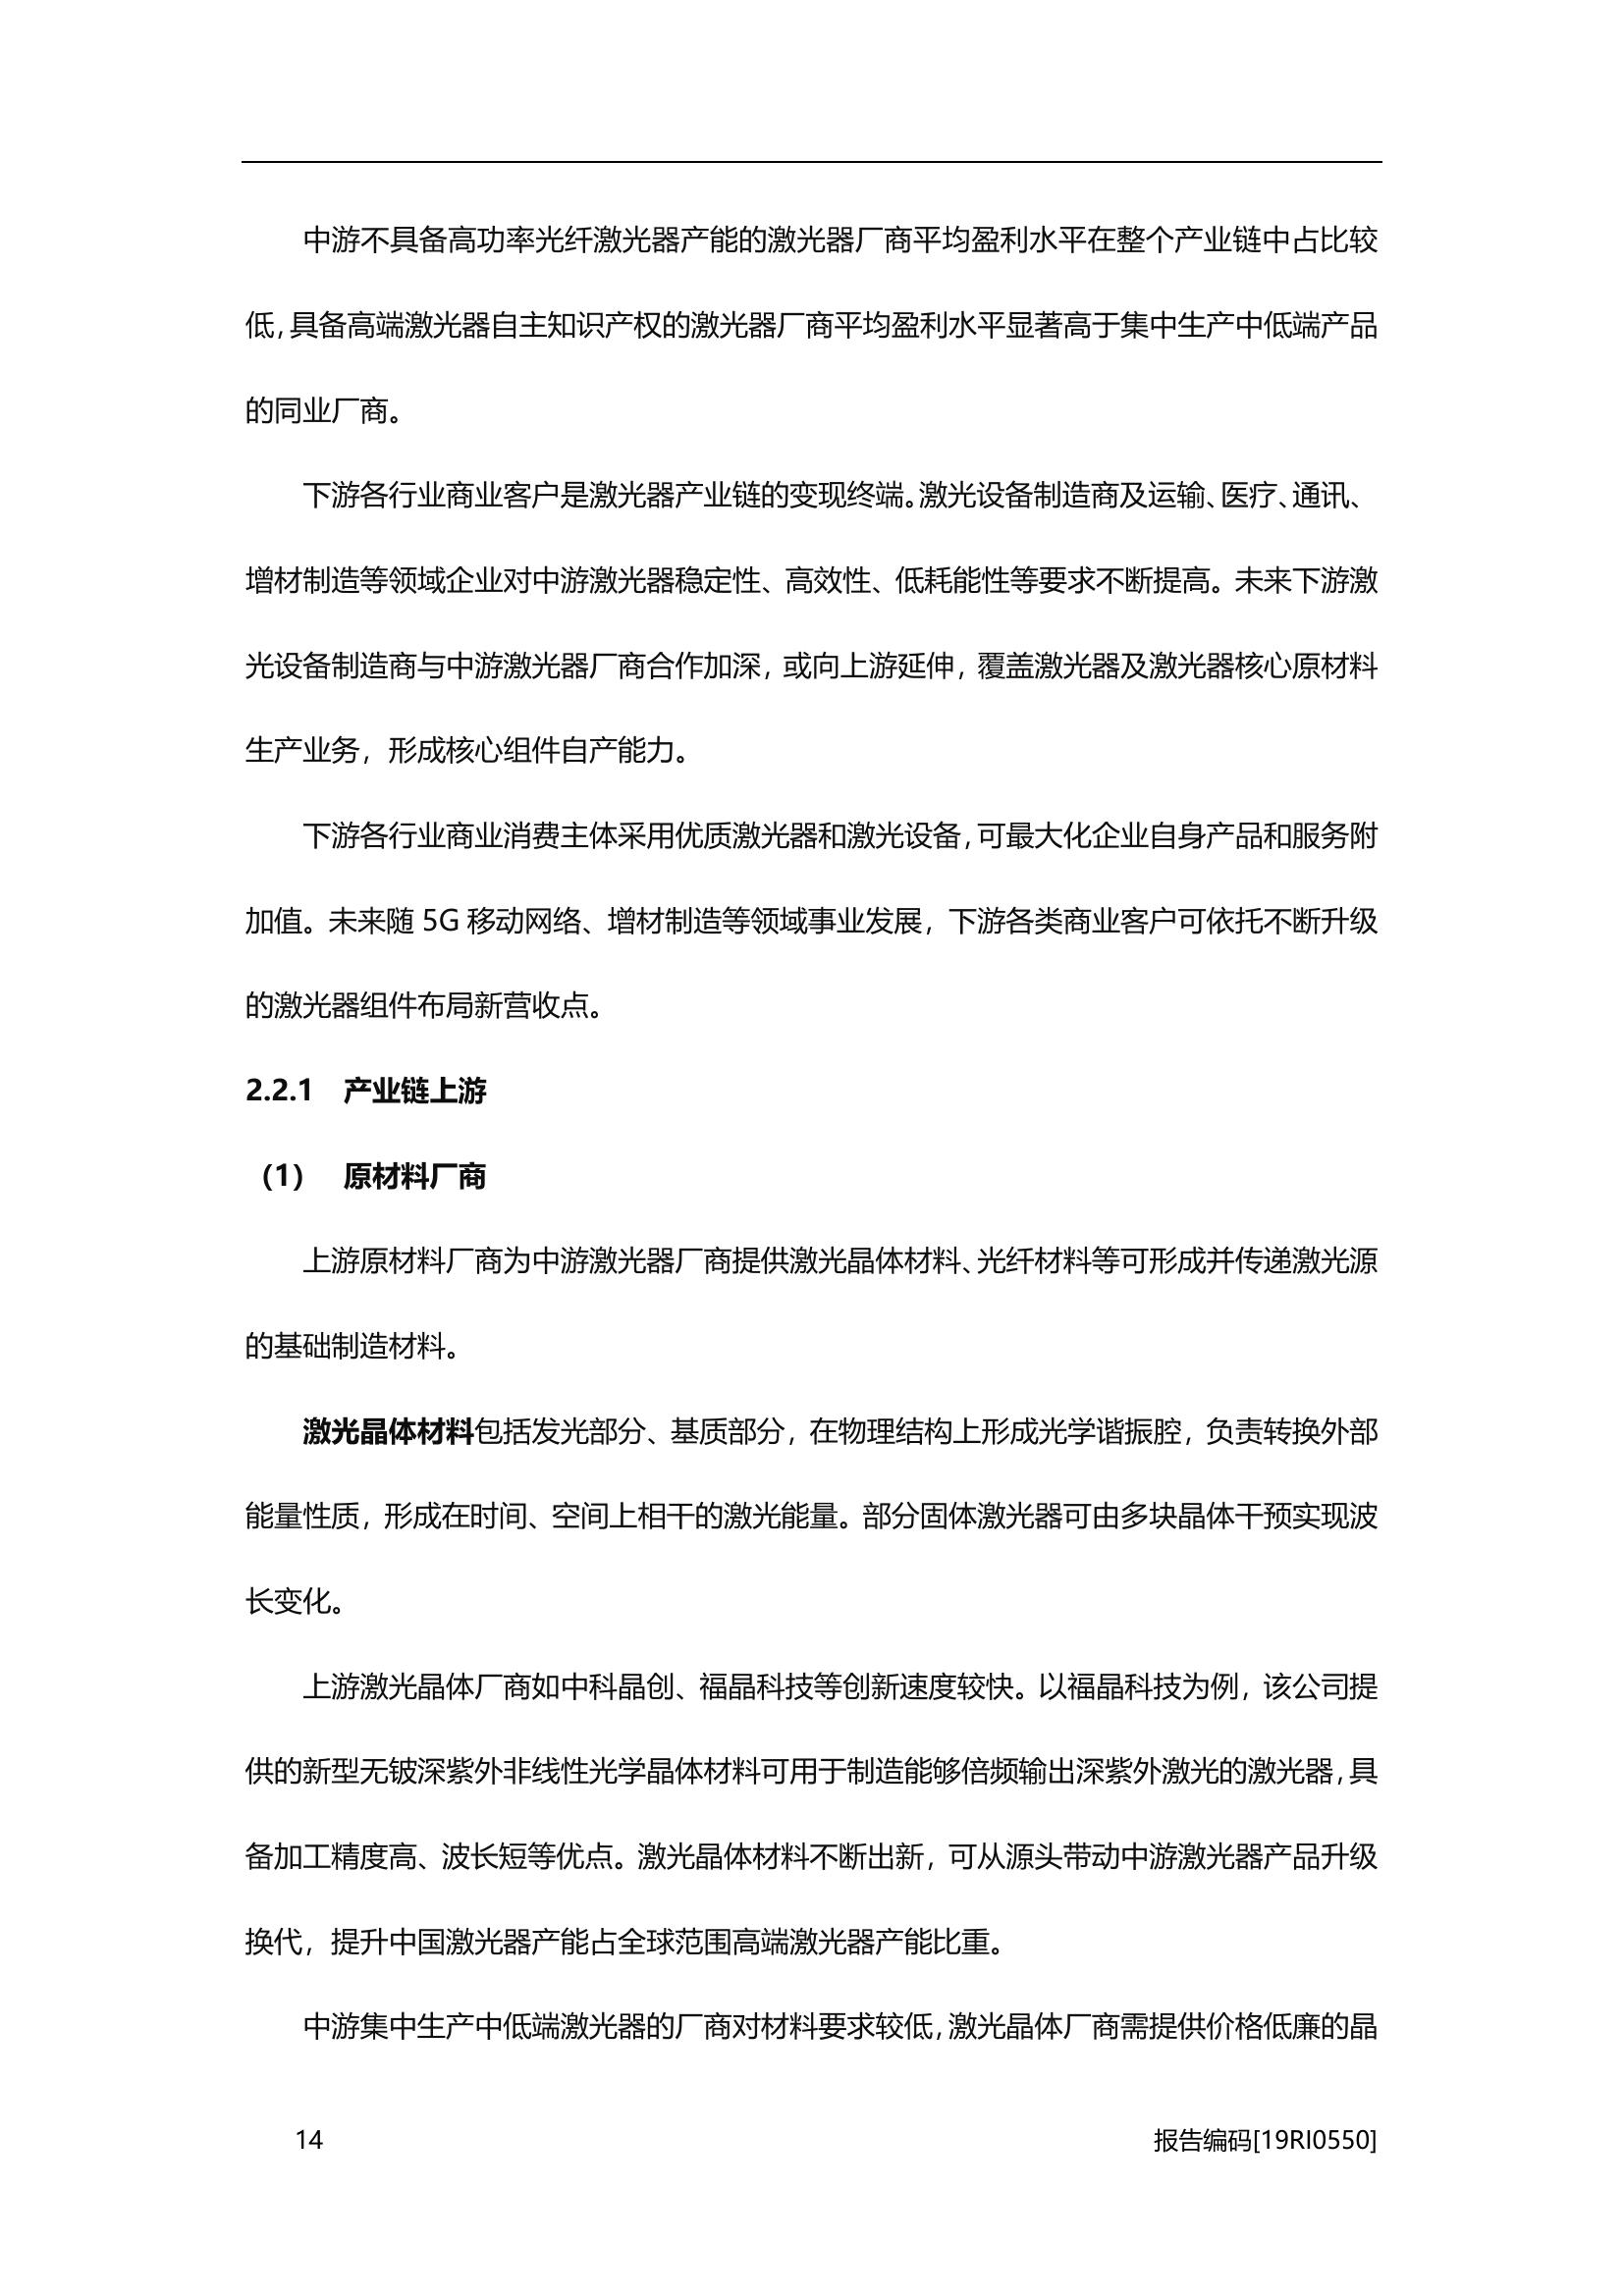 中游不具备高功率光纤激光器产能的激光器厂商平均盈利水平在整个产业链中占比较
低，具备高端激光器自主知识产权的激光器厂商平均盈利水平显著高于集中生产中低端产品
的同业厂商。
下游各行业商业客户是激光器产业链的变现终端。激光设备制造商及运输、医疗、通讯、
增材制造等领域企业对中游激光器稳定性、高效性、低耗能性等要求不断提高。未来下游激
光设备制造商与中游激光器厂商合作加深，或向上游延伸，覆盖激光器及激光器核心原材料
生产业务，形成核心组件自产能力。
下游各行业商业消费主体采用优质激光器和激光设备，可最大化企业自身产品和服务附
加值。未来随 5G 移动网络、增材制造等领域事业发展，下游各类商业客户可依托不断升级
的激光器组件布局新营收点。
2.2.1 产业链上游
（1） 原材料厂商
上游原材料厂商为中游激光器厂商提供激光晶体材料、光纤材料等可形成并传递激光源
的基础制造材料。
激光晶体材料包括发光部分、基质部分，在物理结构上形成光学谐振腔，负责转换外部
能量性质，形成在时间、空间上相干的激光能量。部分固体激光器可由多块晶体干预实现波
长变化。
上游激光晶体厂商如中科晶创、福晶科技等创新速度较快。以福晶科技为例，该公司提
供的新型无铍深紫外非线性光学晶体材料可用于制造能够倍频输出深紫外激光的激光器，具
备加工精度高、波长短等优点。激光晶体材料不断出新，可从源头带动中游激光器产品升级
换代，提升中国激光器产能占全球范围高端激光器产能比重。
中游集中生产中低端激光器的厂商对材料要求较低，激光晶体厂商需提供价格低廉的晶
14 报告编码[19RI0550]